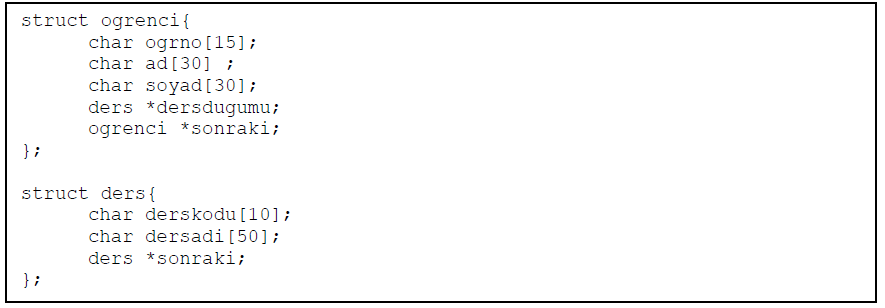 struct ogrenci{
char ogrno[15];
char ad[30] ;
char soyad[30];
ders *dersdugumu;
ogrenci *sonraki;
};
struct ders{
char derskodu[10];
char dersadi[50];
ders *sonraki;
};